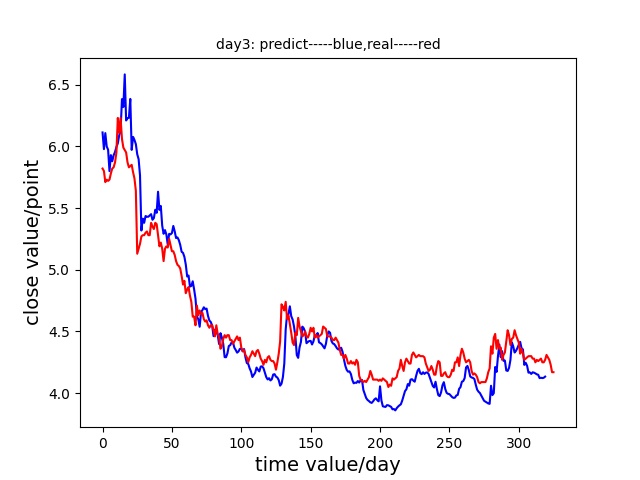 day3: predict-----blue,real-----red
close value/point
6.5
6.0
5.5
5.0
4.5
4.0
0 50 100 150 200 250 300
time value/day